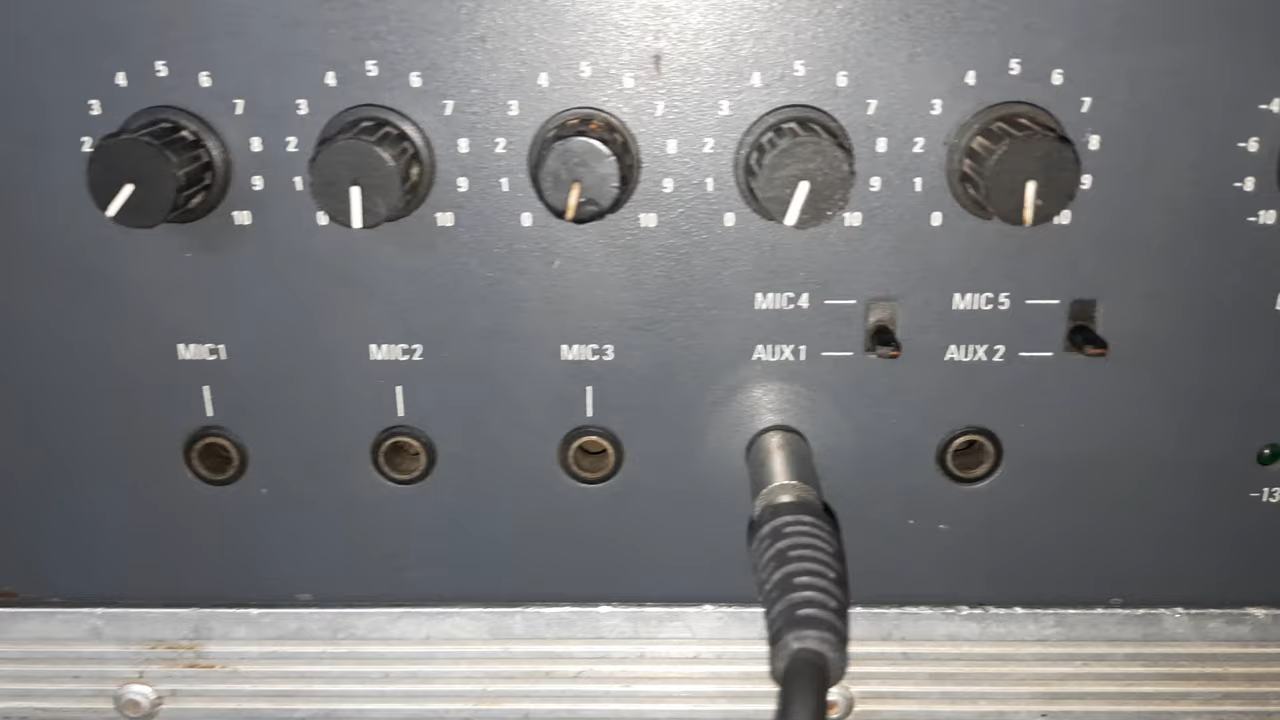 4 5 6 4 5 6 4 5 6 4 5 6 4 5 6
3 7 3 7 3 7 3 7 3 7 -4
2 8 2 8 2 8 2 8 2 8 -6
9 1 9 1 9 1 9 1 9 -8
10 0 10 0 10 0 10 0 10 -10
MIC4 MIC5
MIC1 MIC2 MIC3 AUX1 AUX2
-13